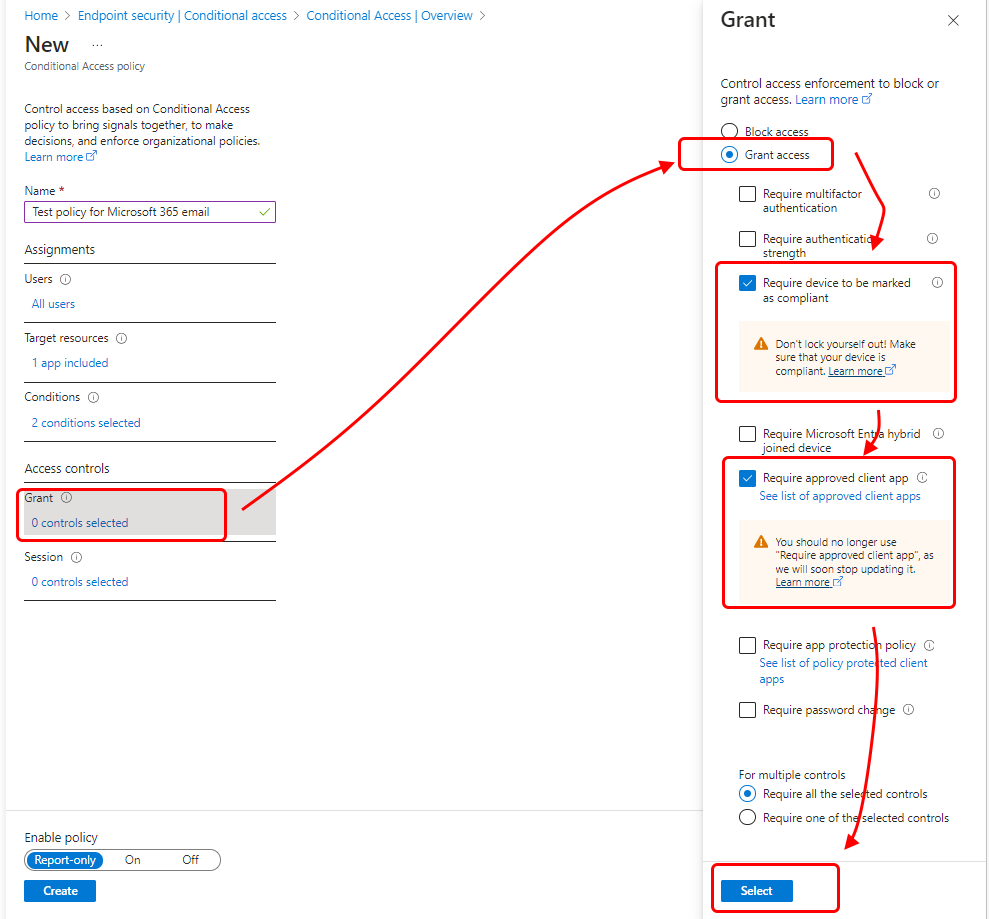 Home > Endpoint security | Conditional access > Conditional Access | Overview >
New ...
Conditional Access policy
Control access based on Conditional Access
policy to bring signals together, to make
decisions, and enforce organizational policies.
Learn more
Name *
Test policy for Microsoft 365 email
Assignments
Users
All users
Target resources
1 app included
Conditions
2 conditions selected
Access controls
Grant
0 controls selected
Session
0 controls selected
Enable policy
Report-only On Off
Create
Grant
Control access enforcement to block or
grant access. Learn more
Block access
Grant access
Require multifactor
authentication
Require authentication
strength
Require device to be marked
as compliant
Don't lock yourself out! Make
sure that your device is
compliant. Learn more
Require Microsoft Entra hybrid
joined device
Require approved client app
See list of approved client apps
You should no longer use
"Require approved client app", as
we will soon stop updating it.
Learn more
Require app protection policy
See list of policy protected client
apps
Require password change
For multiple controls
Require all the selected controls
Require one of the selected controls
Select